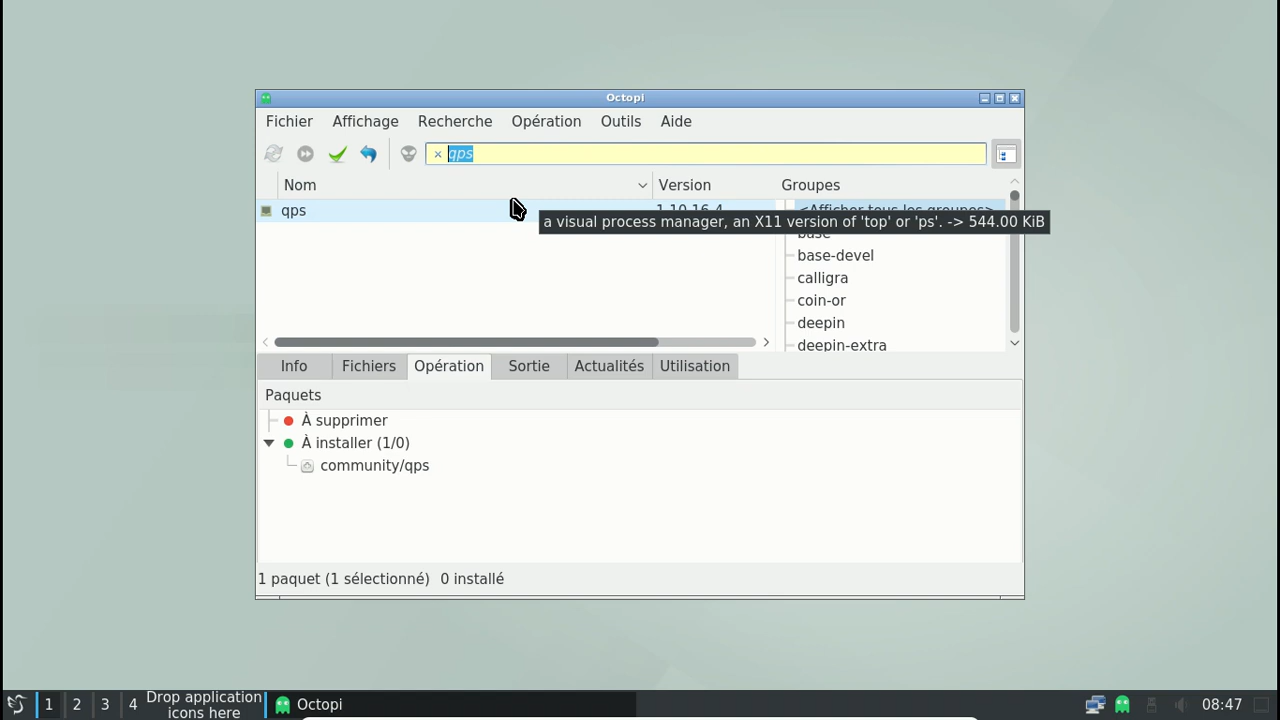 Octopi
Fichier Affichage Recherche Opération Outils Aide
qps
Nom Version Groupes
qps
a visual process manager, an X11 version of 'top' or 'ps'. -> 544.00 KiB
base-devel
calligra
coin-or
deepin
deepin-extra
Info Fichiers Opération Sortie Actualités Utilisation
Paquets
À supprimer
À installer (1/0)
community/qps
1 paquet (1 sélectionné) 0 installé
1 2 3 4 Drop application icons here Octopi 08:47